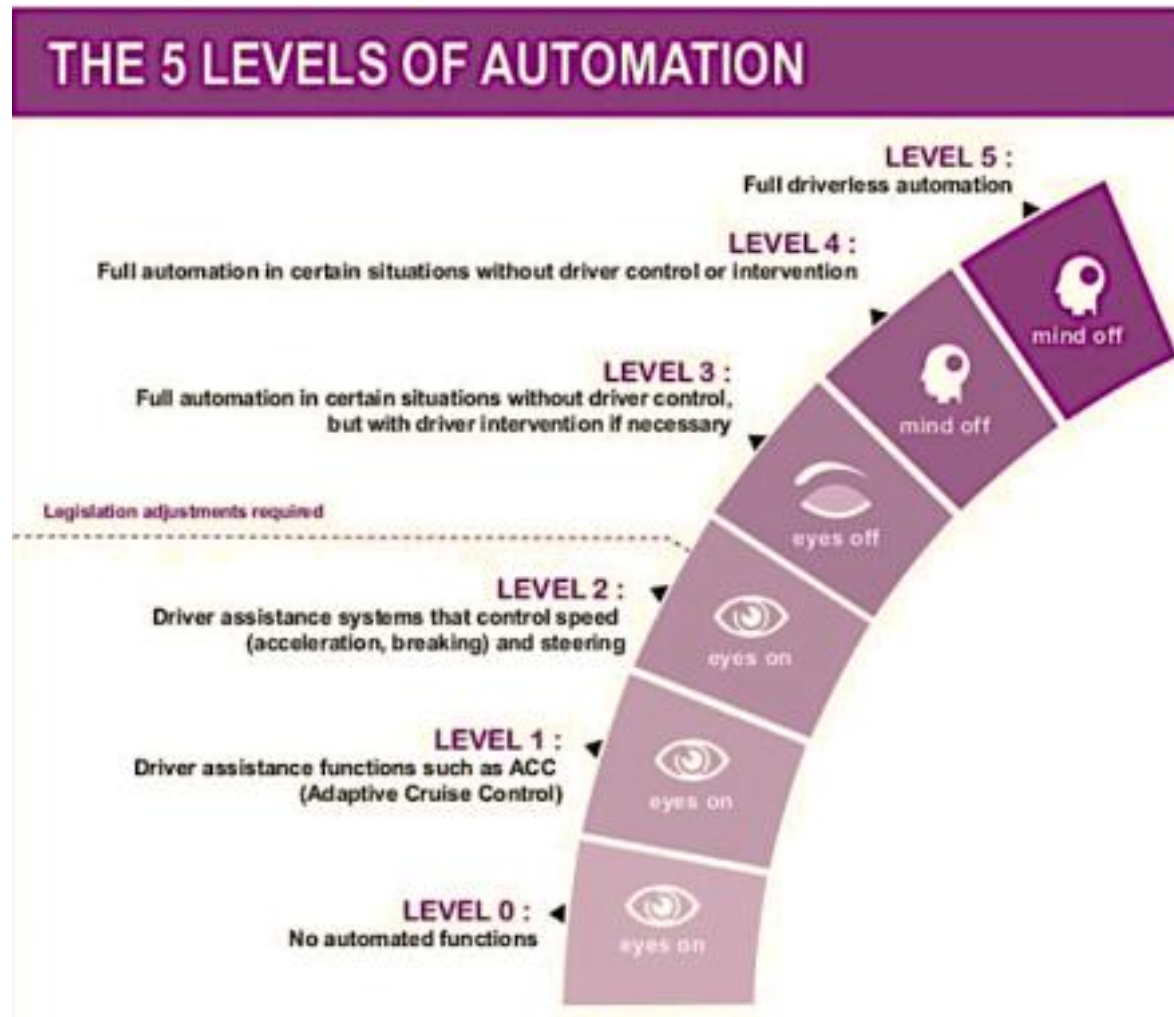 THE 5 LEVELS OF AUTOMATION
LEVEL 5 :
Full driverless automation
mind off
LEVEL 4 :
Full automation in certain situations without driver control or intervention
mind off
LEVEL 3 :
Full automation in certain situations without driver control,
but with driver intervention if necessary
eyes off
Legislation adjustments required
LEVEL 2 :
Driver assistance systems that control speed
(acceleration, breaking) and steering
eyes on
LEVEL 1 :
Driver assistance functions such as ACC
(Adaptive Cruise Control)
eyes on
LEVEL 0 :
No automated functions
eyes on